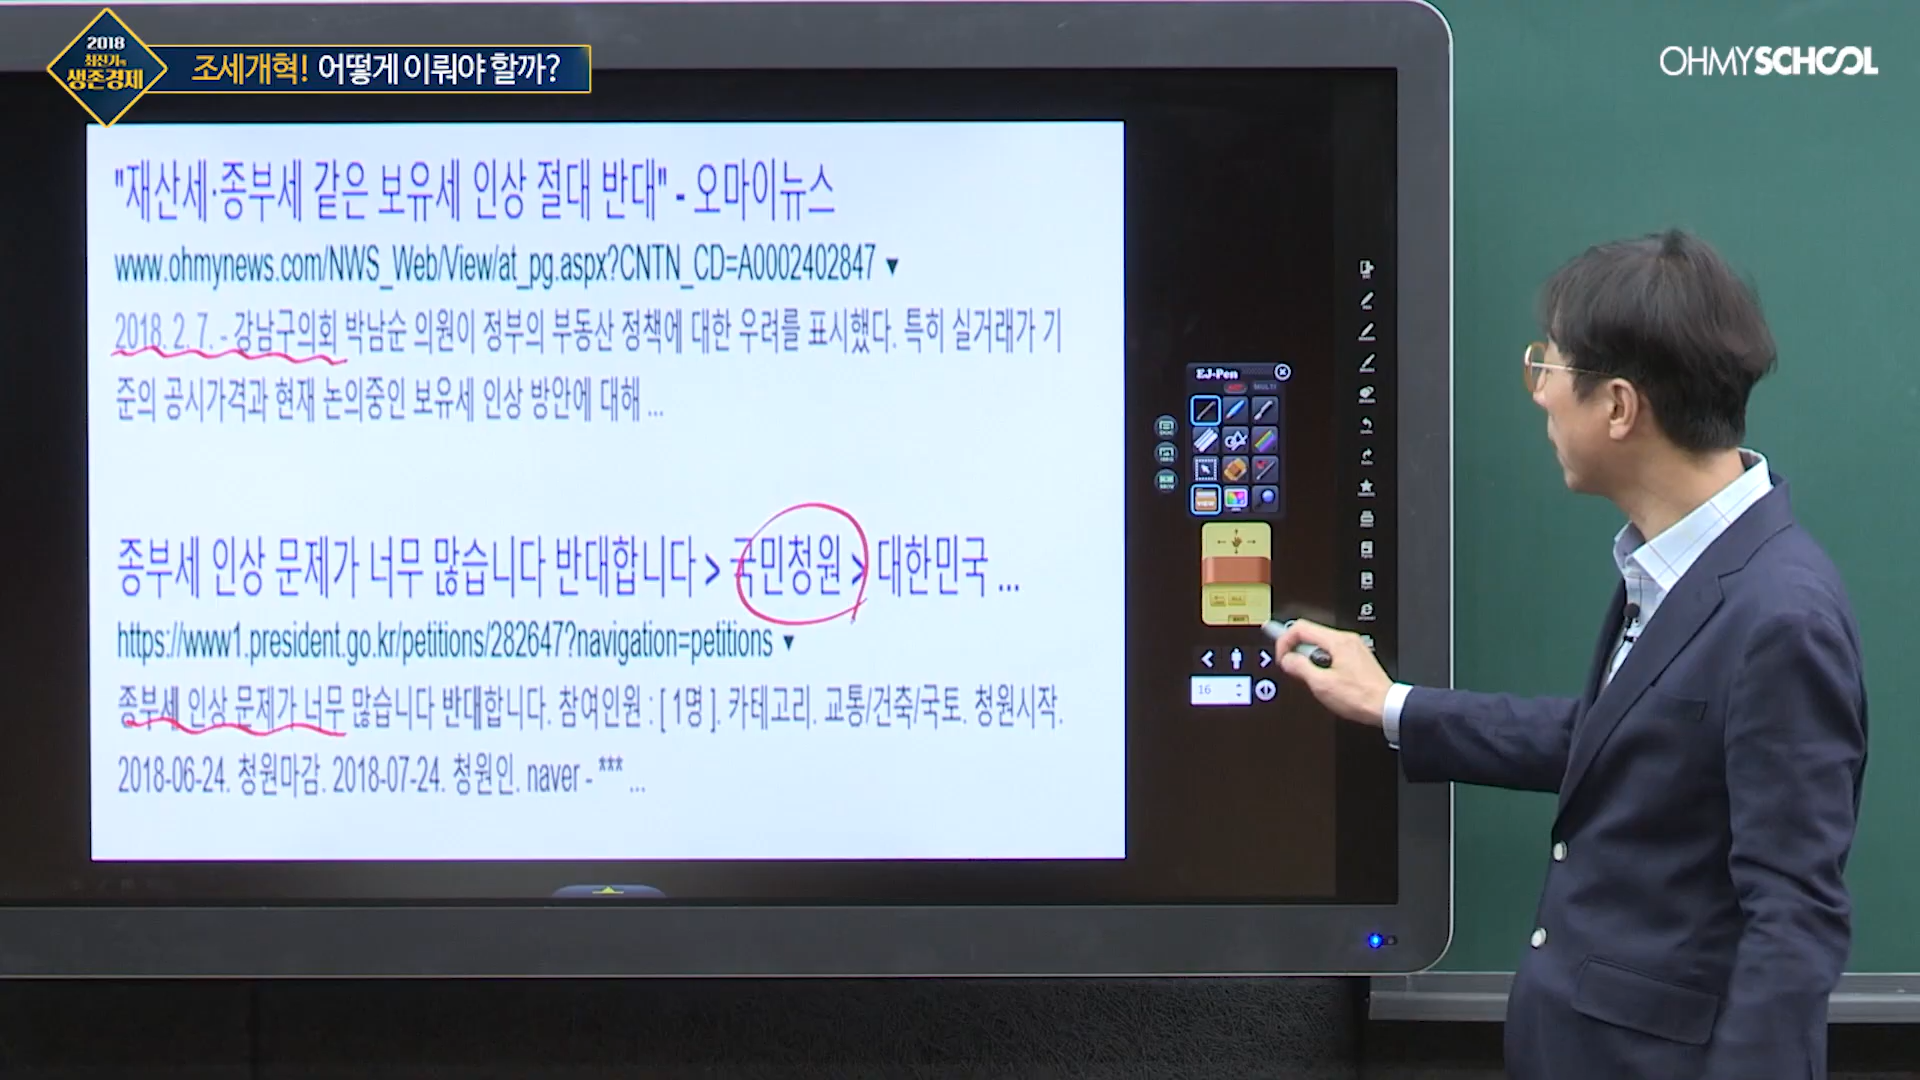 2018
최진기의
생존경제
조세개혁! 어떻게 이뤄야 할까?
OHMYSCHOOL
"재산세·종부세 같은 보유세 인상 절대 반대" - 오마이뉴스
www.ohmynews.com/NWS_Web/View/at_pg.aspx?CNTN_CD=A0002402847 ▼
2018. 2. 7. - 강남구의회 박남순 의원이 정부의 부동산 정책에 대한 우려를 표시했다. 특히 실거래가 기
준의 공시가격과 현재 논의중인 보유세 인상 방안에 대해 ...
종부세 인상 문제가 너무 많습니다 반대합니다 > 국민청원 > 대한민국 ...
https://www1.president.go.kr/petitions/282647?navigation=petitions ▼
종부세 인상 문제가 너무 많습니다 반대합니다. 참여인원 : [ 1명 ]. 카테고리. 교통/건축/국토. 청원시작.
2018-06-24. 청원마감. 2018-07-24. 청원인. naver - *** ...
EJ-Pen
MULTI
VIEW
16